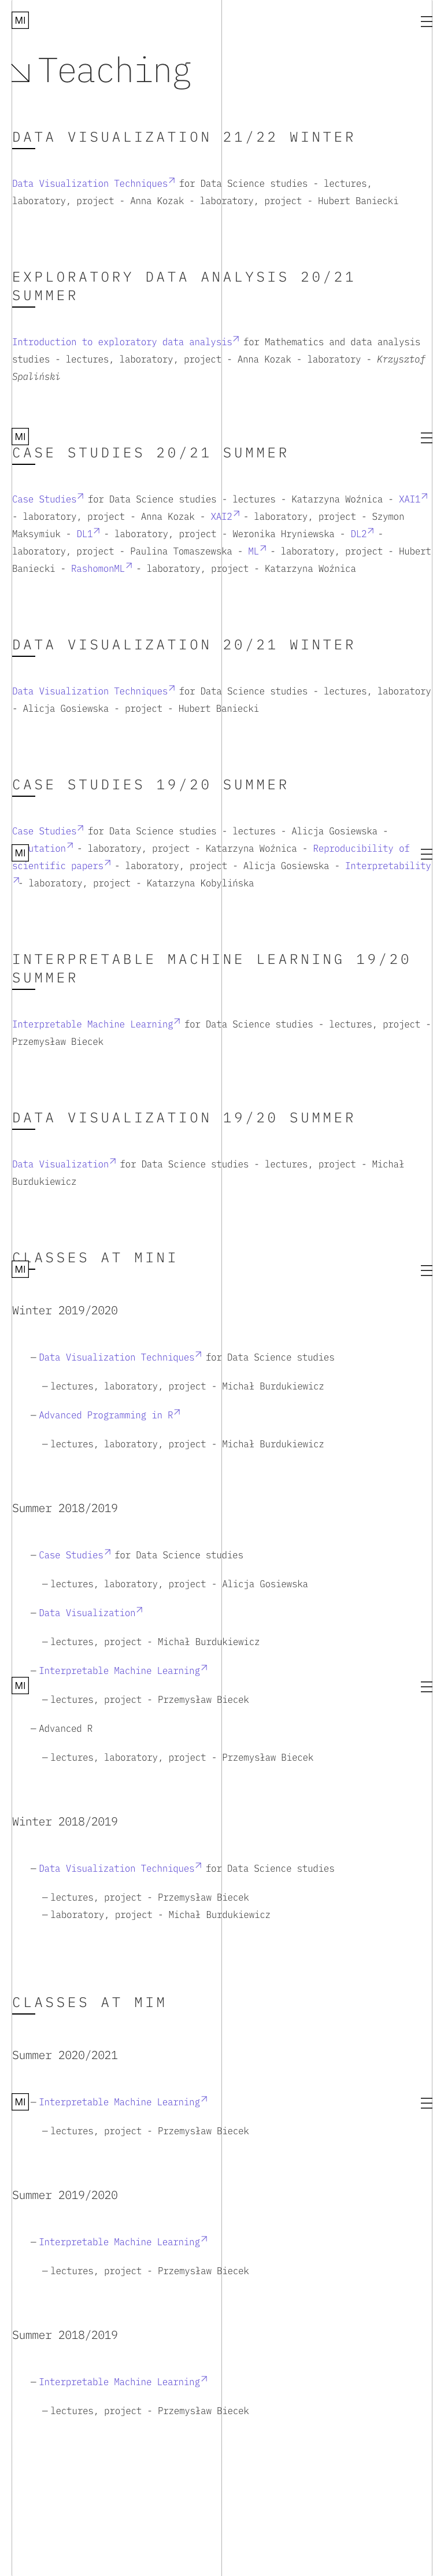 MI
Teaching
DATA VISUALIZATION 21/22 WINTER
Data Visualization Techniques for Data Science studies - lectures,
laboratory, project - Anna Kozak - laboratory, project - Hubert Baniecki
EXPLORATORY DATA ANALYSIS 20/21
SUMMER
Introduction to exploratory data analysis for Mathematics and data analysis
studies - lectures, laboratory, project - Anna Kozak - laboratory - Krzysztof
Spaliński
MI
CASE STUDIES 20/21 SUMMER
Case Studies for Data Science studies - lectures - Katarzyna Woźnica - XAI1
- laboratory, project - Anna Kozak - XAI2 - laboratory, project - Szymon
Maksymiuk - DL1 - laboratory, project - Weronika Hryniewska - DL2 -
laboratory, project - Paulina Tomaszewska - ML - laboratory, project - Hubert
Baniecki - RashomonML - laboratory, project - Katarzyna Woźnica
DATA VISUALIZATION 20/21 WINTER
Data Visualization Techniques for Data Science studies - lectures, laboratory
- Alicja Gosiewska - project - Hubert Baniecki
CASE STUDIES 19/20 SUMMER
Case Studies for Data Science studies - lectures - Alicja Gosiewska -
MI utation - laboratory, project - Katarzyna Woźnica - Reproducibility of
scientific papers - laboratory, project - Alicja Gosiewska - Interpretability
- laboratory, project - Katarzyna Kobylińska
INTERPRETABLE MACHINE LEARNING 19/20
SUMMER
Interpretable Machine Learning for Data Science studies - lectures, project -
Przemysław Biecek
DATA VISUALIZATION 19/20 SUMMER
Data Visualization for Data Science studies - lectures, project - Michał
Burdukiewicz
CLASSES AT MINI
MI
Winter 2019/2020
— Data Visualization Techniques for Data Science studies
— lectures, laboratory, project - Michał Burdukiewicz
— Advanced Programming in R
— lectures, laboratory, project - Michał Burdukiewicz
Summer 2018/2019
— Case Studies for Data Science studies
— lectures, laboratory, project - Alicja Gosiewska
— Data Visualization
— lectures, project - Michał Burdukiewicz
— Interpretable Machine Learning
MI
— lectures, project - Przemysław Biecek
— Advanced R
— lectures, laboratory, project - Przemysław Biecek
Winter 2018/2019
— Data Visualization Techniques for Data Science studies
— lectures, project - Przemysław Biecek
— laboratory, project - Michał Burdukiewicz
CLASSES AT MIM
Summer 2020/2021
MI
— Interpretable Machine Learning
— lectures, project - Przemysław Biecek
Summer 2019/2020
— Interpretable Machine Learning
— lectures, project - Przemysław Biecek
Summer 2018/2019
— Interpretable Machine Learning
— lectures, project - Przemysław Biecek